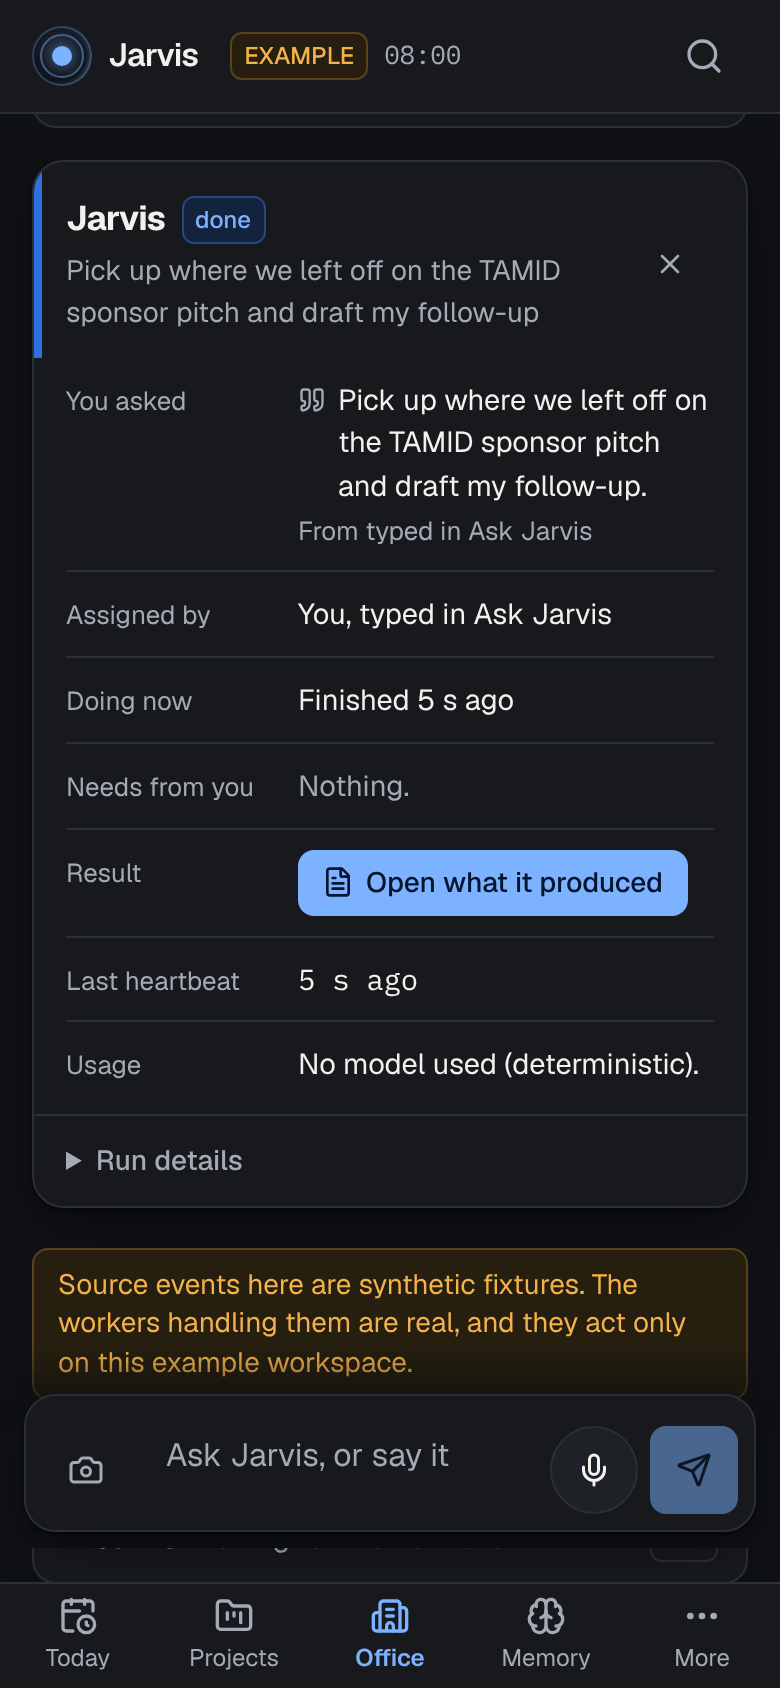 Jarvis EXAMPLE 08:00
Jarvis done
Pick up where we left off on the TAMID
sponsor pitch and draft my follow-up
You asked
Pick up where we left off on
the TAMID sponsor pitch
and draft my follow-up.
From typed in Ask Jarvis
Assigned by You, typed in Ask Jarvis
Doing now Finished 5 s ago
Needs from you Nothing.
Result Open what it produced
Last heartbeat 5 s ago
Usage No model used (deterministic).
Run details
Source events here are synthetic fixtures. The
workers handling them are real, and they act only
on this example workspace.
Ask Jarvis, or say it
Today Projects Office Memory More